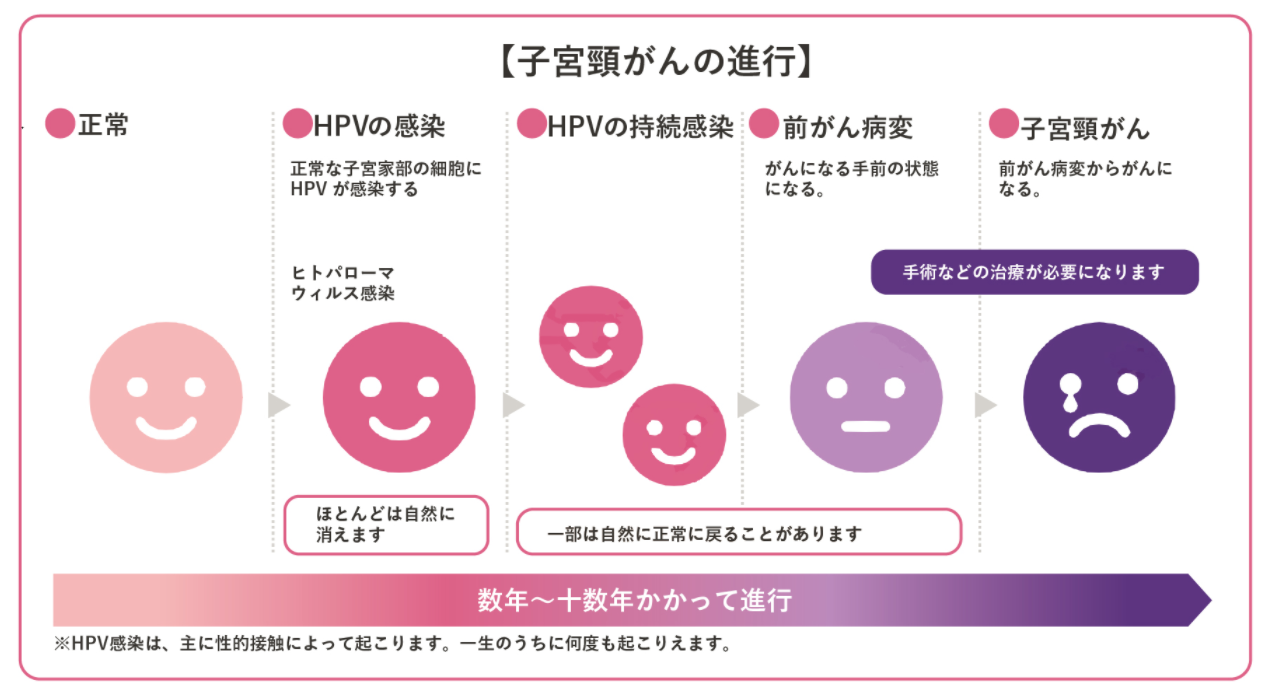 【子宮頸がんの進行】
正常
HPVの感染
正常な子宮家部の細胞に
HPV が感染する
ヒトパローマ
ウィルス感染
ほとんどは自然に
消えます
HPVの持続感染
前がん病変
がんになる手前の状態
になる。
一部は自然に正常に戻ることがあります
子宮頸がん
前がん病変からがんに
なる。
手術などの治療が必要になります
数年〜十数年かかって進行
※HPV感染は、主に性的接触によって起こります。一生のうちに何度も起こりえます。